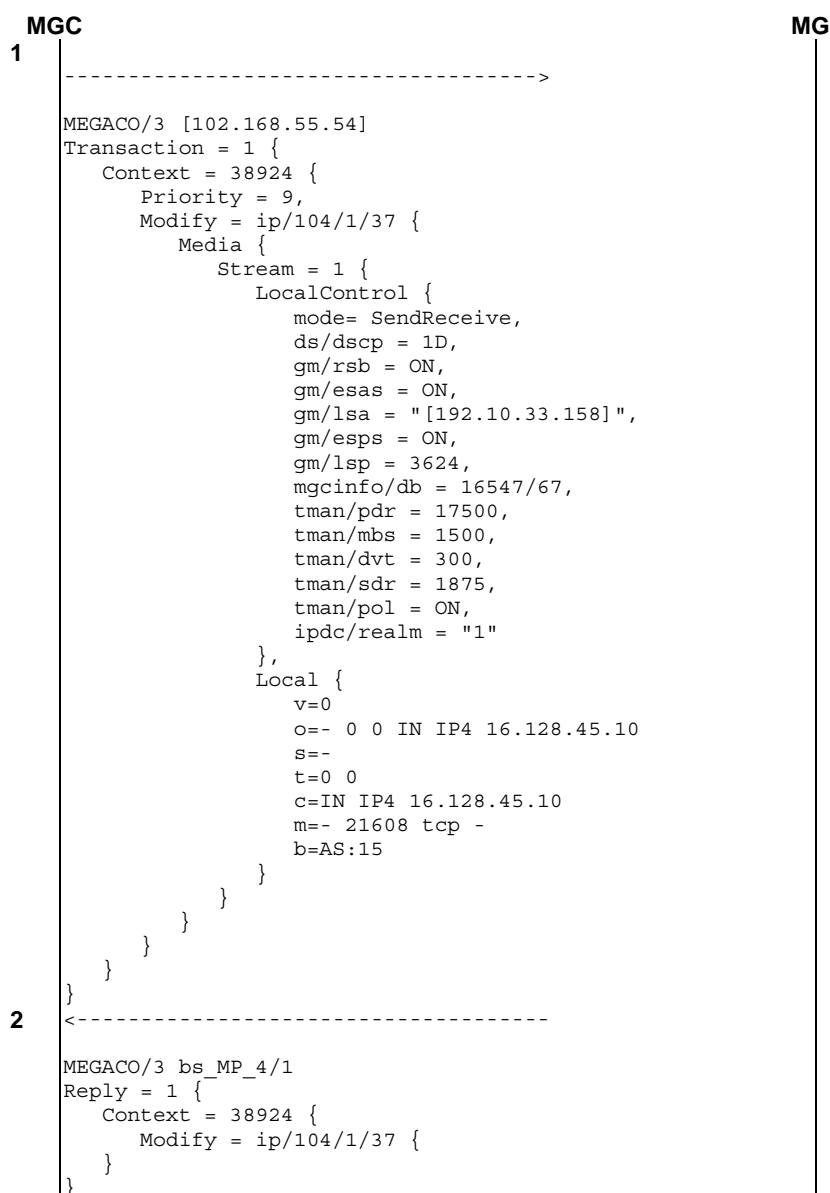 MGC MG
1
------------------------------------->
MEGACO/3 [102.168.55.54]
Transaction = 1 {
   Context = 38924 {
      Priority = 9,
      Modify = ip/104/1/37 {
         Media {
            Stream = 1 {
               LocalControl {
                  mode= SendReceive,
                  ds/dscp = 1D,
                  gm/rsb = ON,
                  gm/esas = ON,
                  gm/lsa = "[192.10.33.158]",
                  gm/esps = ON,
                  gm/lsp = 3624,
                  mgcinfo/db = 16547/67,
                  tman/pdr = 17500,
                  tman/mbs = 1500,
                  tman/dvt = 300,
                  tman/sdr = 1875,
                  tman/pol = ON,
                  ipdc/realm = "1"
               },
               Local {
                  v=0
                  o=- 0 0 IN IP4 16.128.45.10
                  s=-
                  t=0 0
                  c=IN IP4 16.128.45.10
                  m=- 21608 tcp -
                  b=AS:15
               }
            }
         }
      }
   }
}
2 <-------------------------------------
MEGACO/3 bs_MP_4/1
Reply = 1 {
   Context = 38924 {
      Modify = ip/104/1/37 {
   }
}